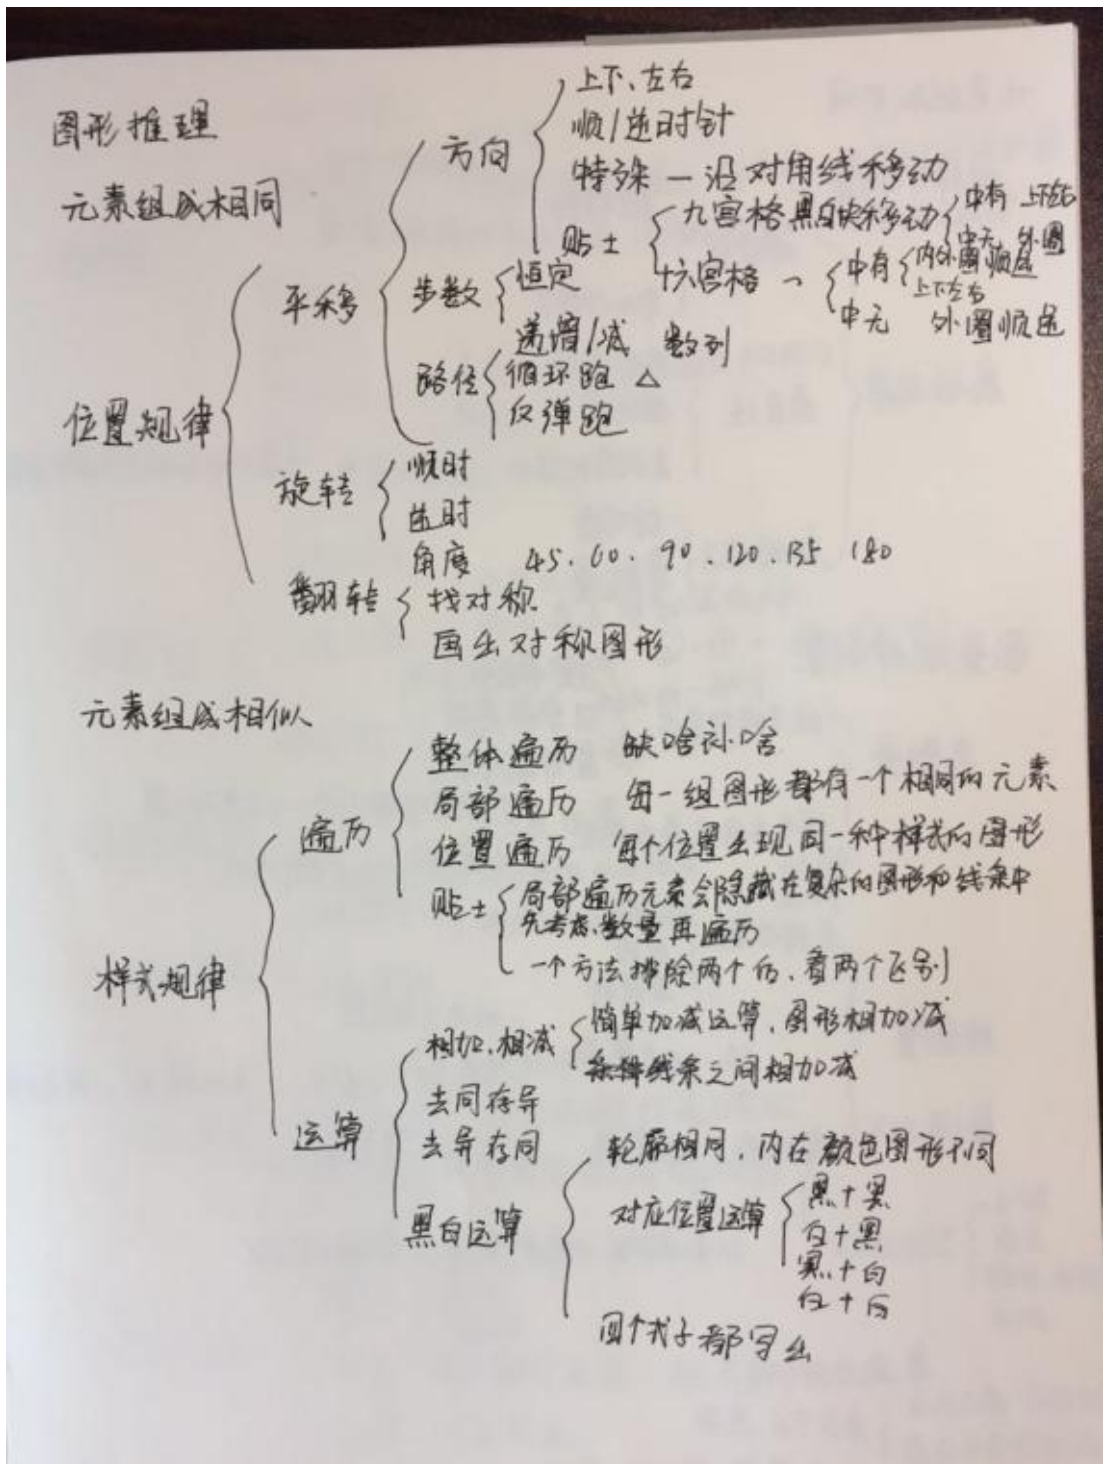 图形推理
元素组成相同
位置规律
平移
方向
上下、左右
顺/逆时针
特殊 — 沿对角线移动
贴士
九宫格黑白块移动
中有 上下左右
中无 外圈
十六宫格
中有
内外圈顺逆
上下左右
中无 外圈顺逆
步数
恒定
递增/减 数列
路径
循环跑 △
反弹跑
旋转
顺时
逆时
角度 45. 60. 90. 120. 135 180
翻转
找对称
画出对称图形
元素组成相似
样式规律
遍历
整体遍历 缺啥补啥
局部遍历 每一组图形都有一个相同的元素
位置遍历 每个位置出现同一种样式的图形
贴士
局部遍历元素会隐藏在复杂的图形和线条中
先考虑数量再遍历
一个方法排除两个的、看两个区别
运算
相加、相减
简单加减运算、图形相加减
线条之间相加减
去同存异
去异存同
黑白运算
轮廓相同、内在颜色图形不同
对应位置运算
黑+黑
白+黑
黑+白
白+白
四个式子都写出